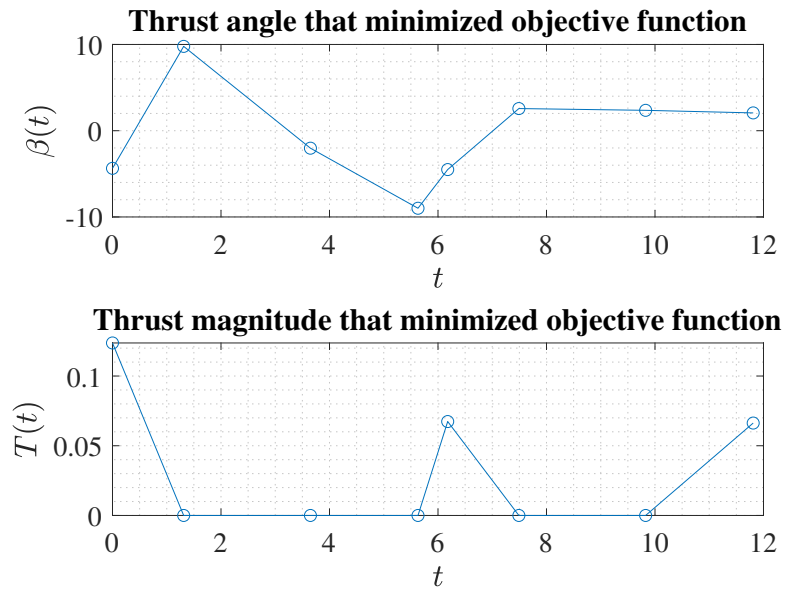 Thrust angle that minimized objective function
10
0
-10
β(t)
0 2 4 6 8 10 12
t
Thrust magnitude that minimized objective function
0.1
0.05
0
T(t)
0 2 4 6 8 10 12
t